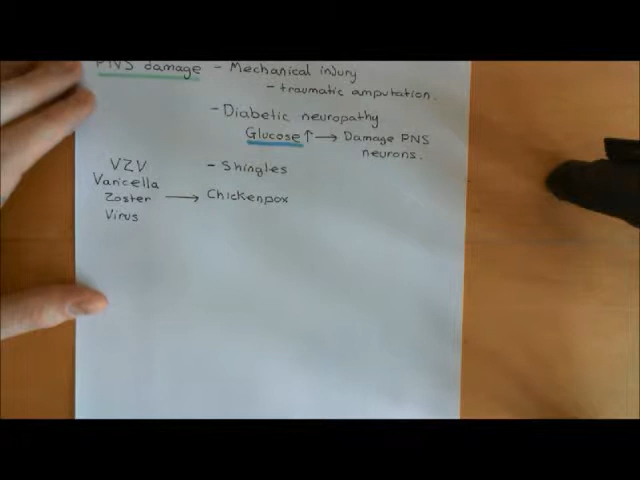 PNS damage - Mechanical injury
- traumatic amputation.
- Diabetic neuropathy
Glucose ↑ → Damage PNS
neurons.
VZV - Shingles
Varicella
Zoster → Chickenpox
Virus